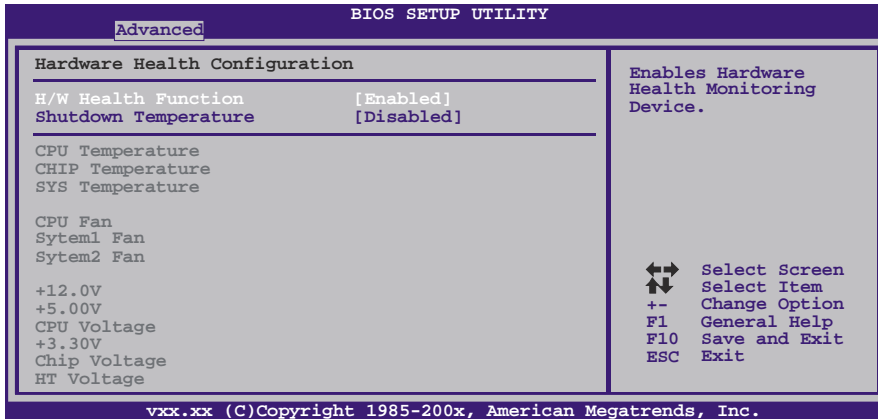 BIOS SETUP UTILITY
Advanced
Hardware Health Configuration
H/W Health Function [Enabled]
Shutdown Temperature [Disabled]
CPU Temperature
CHIP Temperature
SYS Temperature
CPU Fan
Sytem1 Fan
Sytem2 Fan
+12.0V
+5.00V
CPU Voltage
+3.30V
Chip Voltage
HT Voltage
Enables Hardware
Health Monitoring
Device.
Select Screen
Select Item
+- Change Option
F1 General Help
F10 Save and Exit
ESC Exit
vxx.xx (C)Copyright 1985-200x, American Megatrends, Inc.